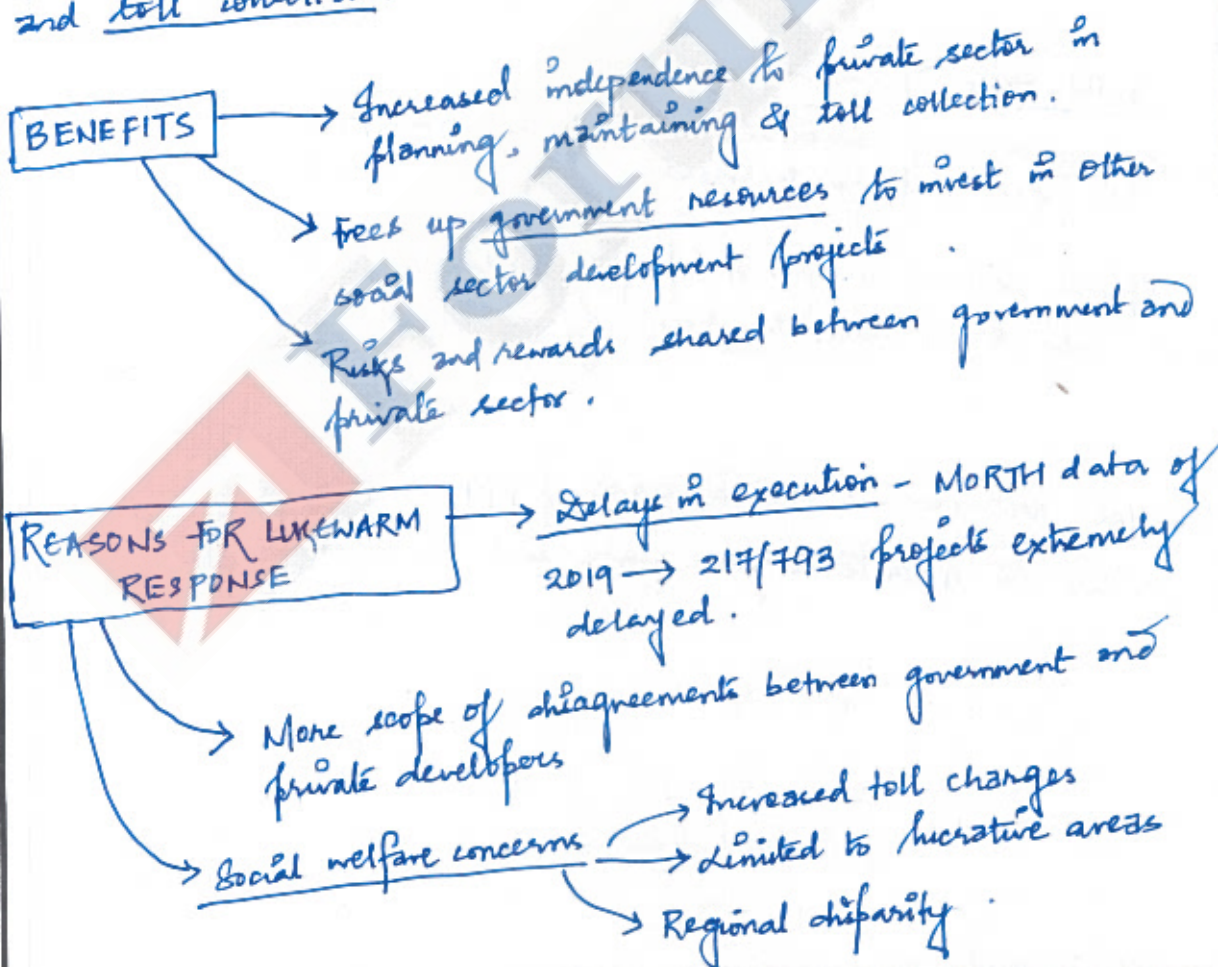 and toll
BENEFITS
Increased independence to private sector in
planning, maintaining & toll collection.
Frees up government resources to invest in other
social sector development projects.
Risks and rewards shared between government and
private sector.
REASONS FOR LUKEWARM
RESPONSE
Delays in execution - MORTH data of
2019 → 217/793 projects extremely
delayed.
More scope of disagreements between government and
private developers
Social welfare concerns
Increased toll charges
Limited to lucrative areas
Regional disparity.
Forum